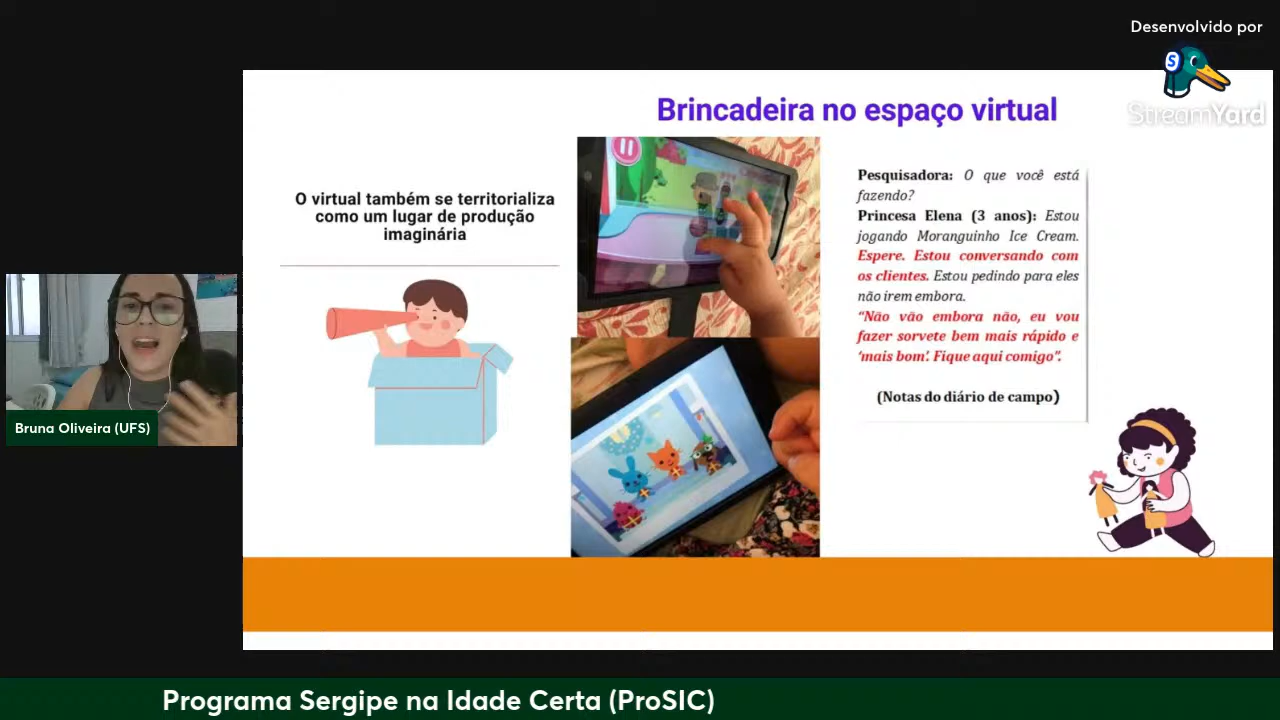 Desenvolvido por
S
StreamYard
Brincadeira no espaço virtual
O virtual também se territorializa
como um lugar de produção
imaginária
Pesquisadora: O que você está
fazendo?
Princesa Elena (3 anos): Estou
jogando Moranguinho Ice Cream.
Espere. Estou conversando com
os clientes. Estou pedindo para eles
não irem embora.
“Não vão embora não, eu vou
fazer sorvete bem mais rápido e
‘mais bom’. Fique aqui comigo”.
(Notas do diário de campo)
Bruna Oliveira (UFS)
Programa Sergipe na Idade Certa (ProSIC)